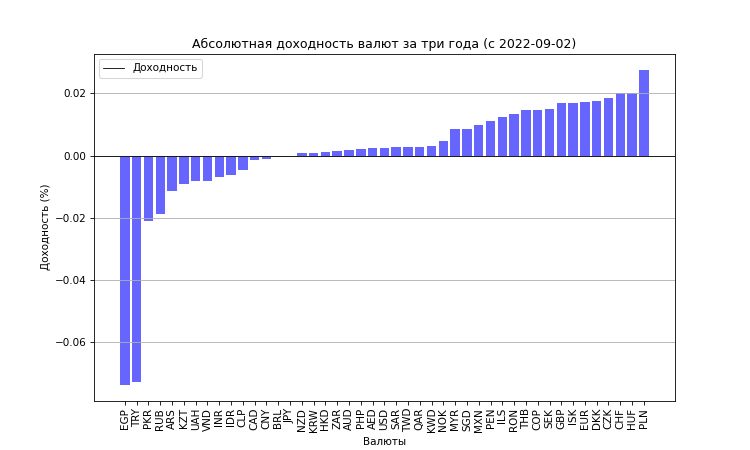 Абсолютная доходность валют за три года (с 2022-09-02)
Доходность
0.02
0.00
−0.02
−0.04
−0.06
Доходность (%)
EGP TRY PKR RUB ARS KZT UAH VND INR IDR CLP CAD CNY BRL JPY NZD KRW HKD ZAR AUD PHP AED USD SAR TWD QAR KWD NOK MYR SGD MXN PEN ILS RON THB COP SEK GBP ISK EUR DKK CZK CHF HUF PLN
Валюты